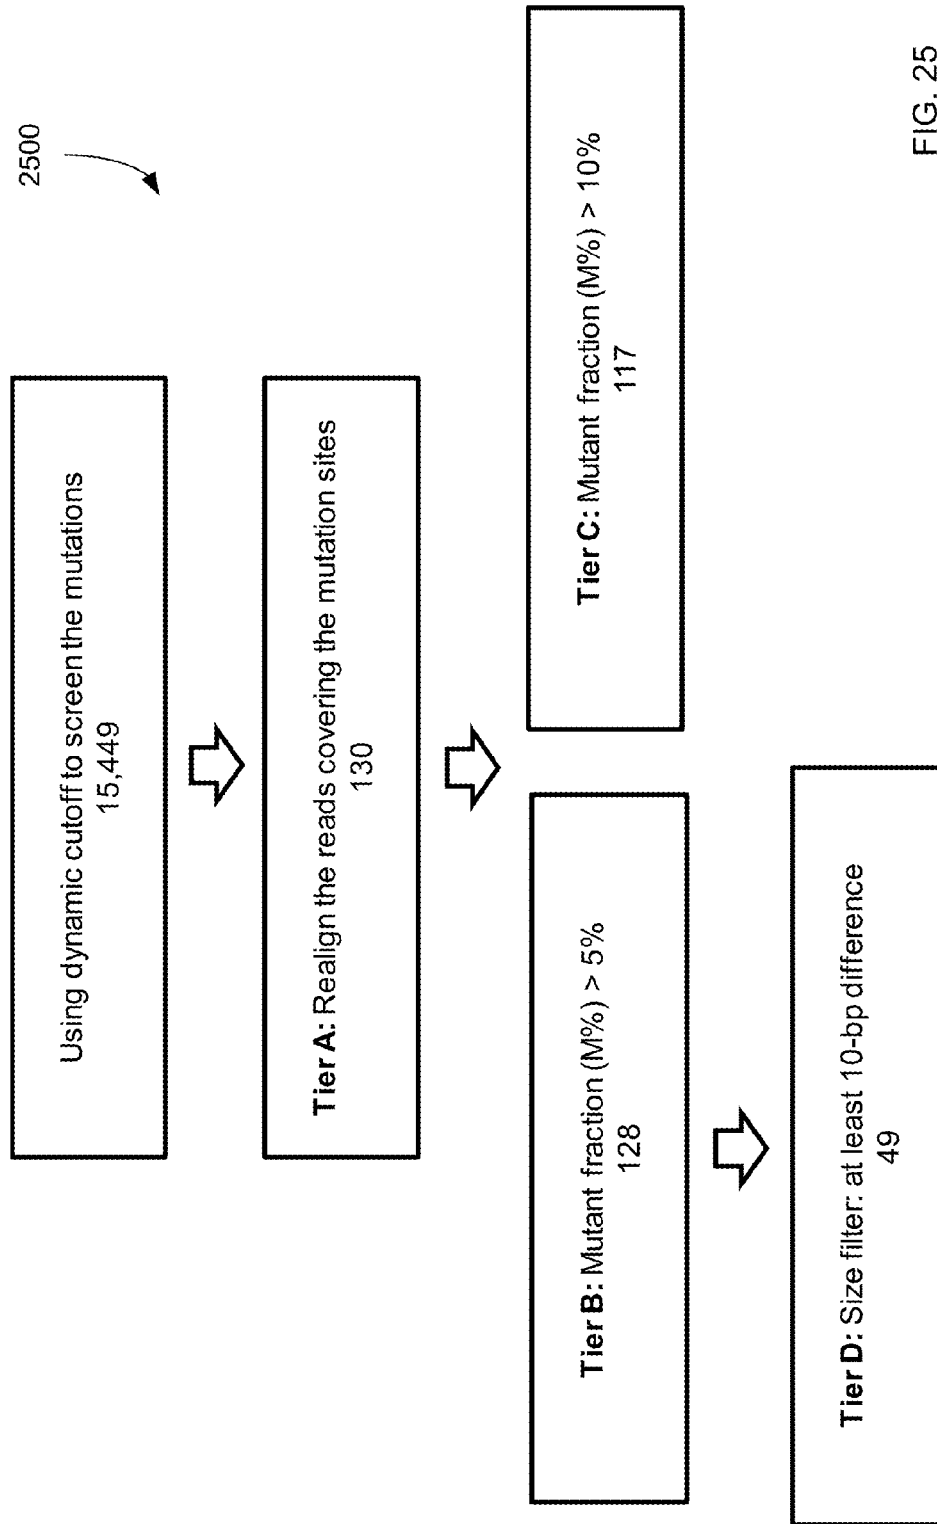 2500
Using dynamic cutoff to screen the mutations
15,449
Tier A: Realign the reads covering the mutation sites
130
Tier B: Mutant fraction (M%) > 5%
128
Tier C: Mutant fraction (M%) > 10%
117
Tier D: Size filter: at least 10-bp difference
49
FIG. 25